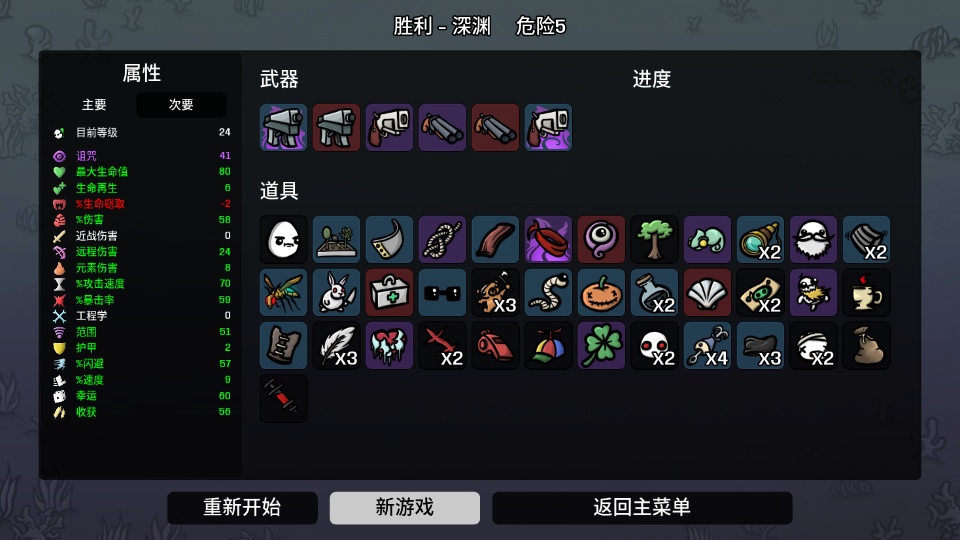 胜利 - 深渊 危险5
属性
主要 次要
目前等级 24
诅咒 41
最大生命值 80
生命再生 6
%生命窃取 -2
%伤害 58
近战伤害 0
远程伤害 24
元素伤害 8
%攻击速度 70
%暴击率 59
工程学 0
范围 51
护甲 2
%闪避 57
%速度 9
幸运 60
收获 56
武器
进度
道具
x2 x2
x3 x2 x2
x3 x2 x2 x4 x3 x2
重新开始 新游戏 返回主菜单